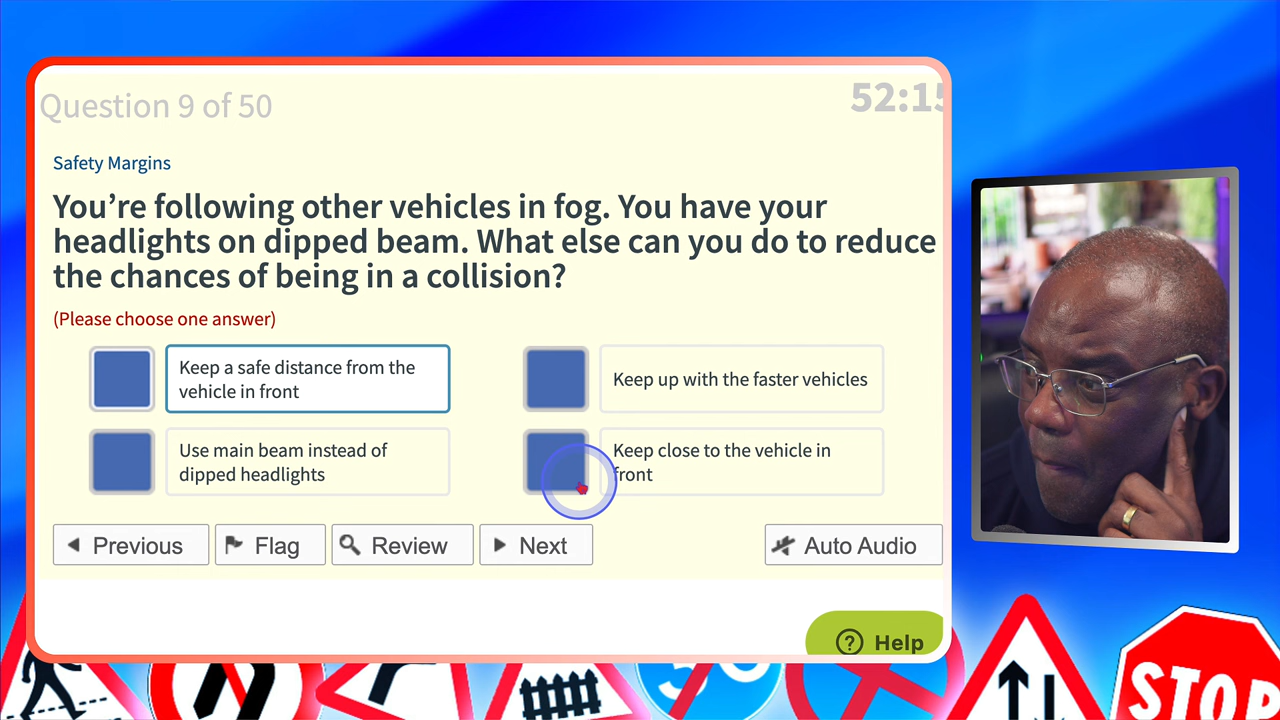 Question 9 of 50
52:15
Safety Margins
You're following other vehicles in fog. You have your
headlights on dipped beam. What else can you do to reduce
the chances of being in a collision?
(Please choose one answer)
Keep a safe distance from the
vehicle in front
Keep up with the faster vehicles
Use main beam instead of
dipped headlights
Keep close to the vehicle in
front
Previous
Flag
Review
Next
Auto Audio
Help
STOP